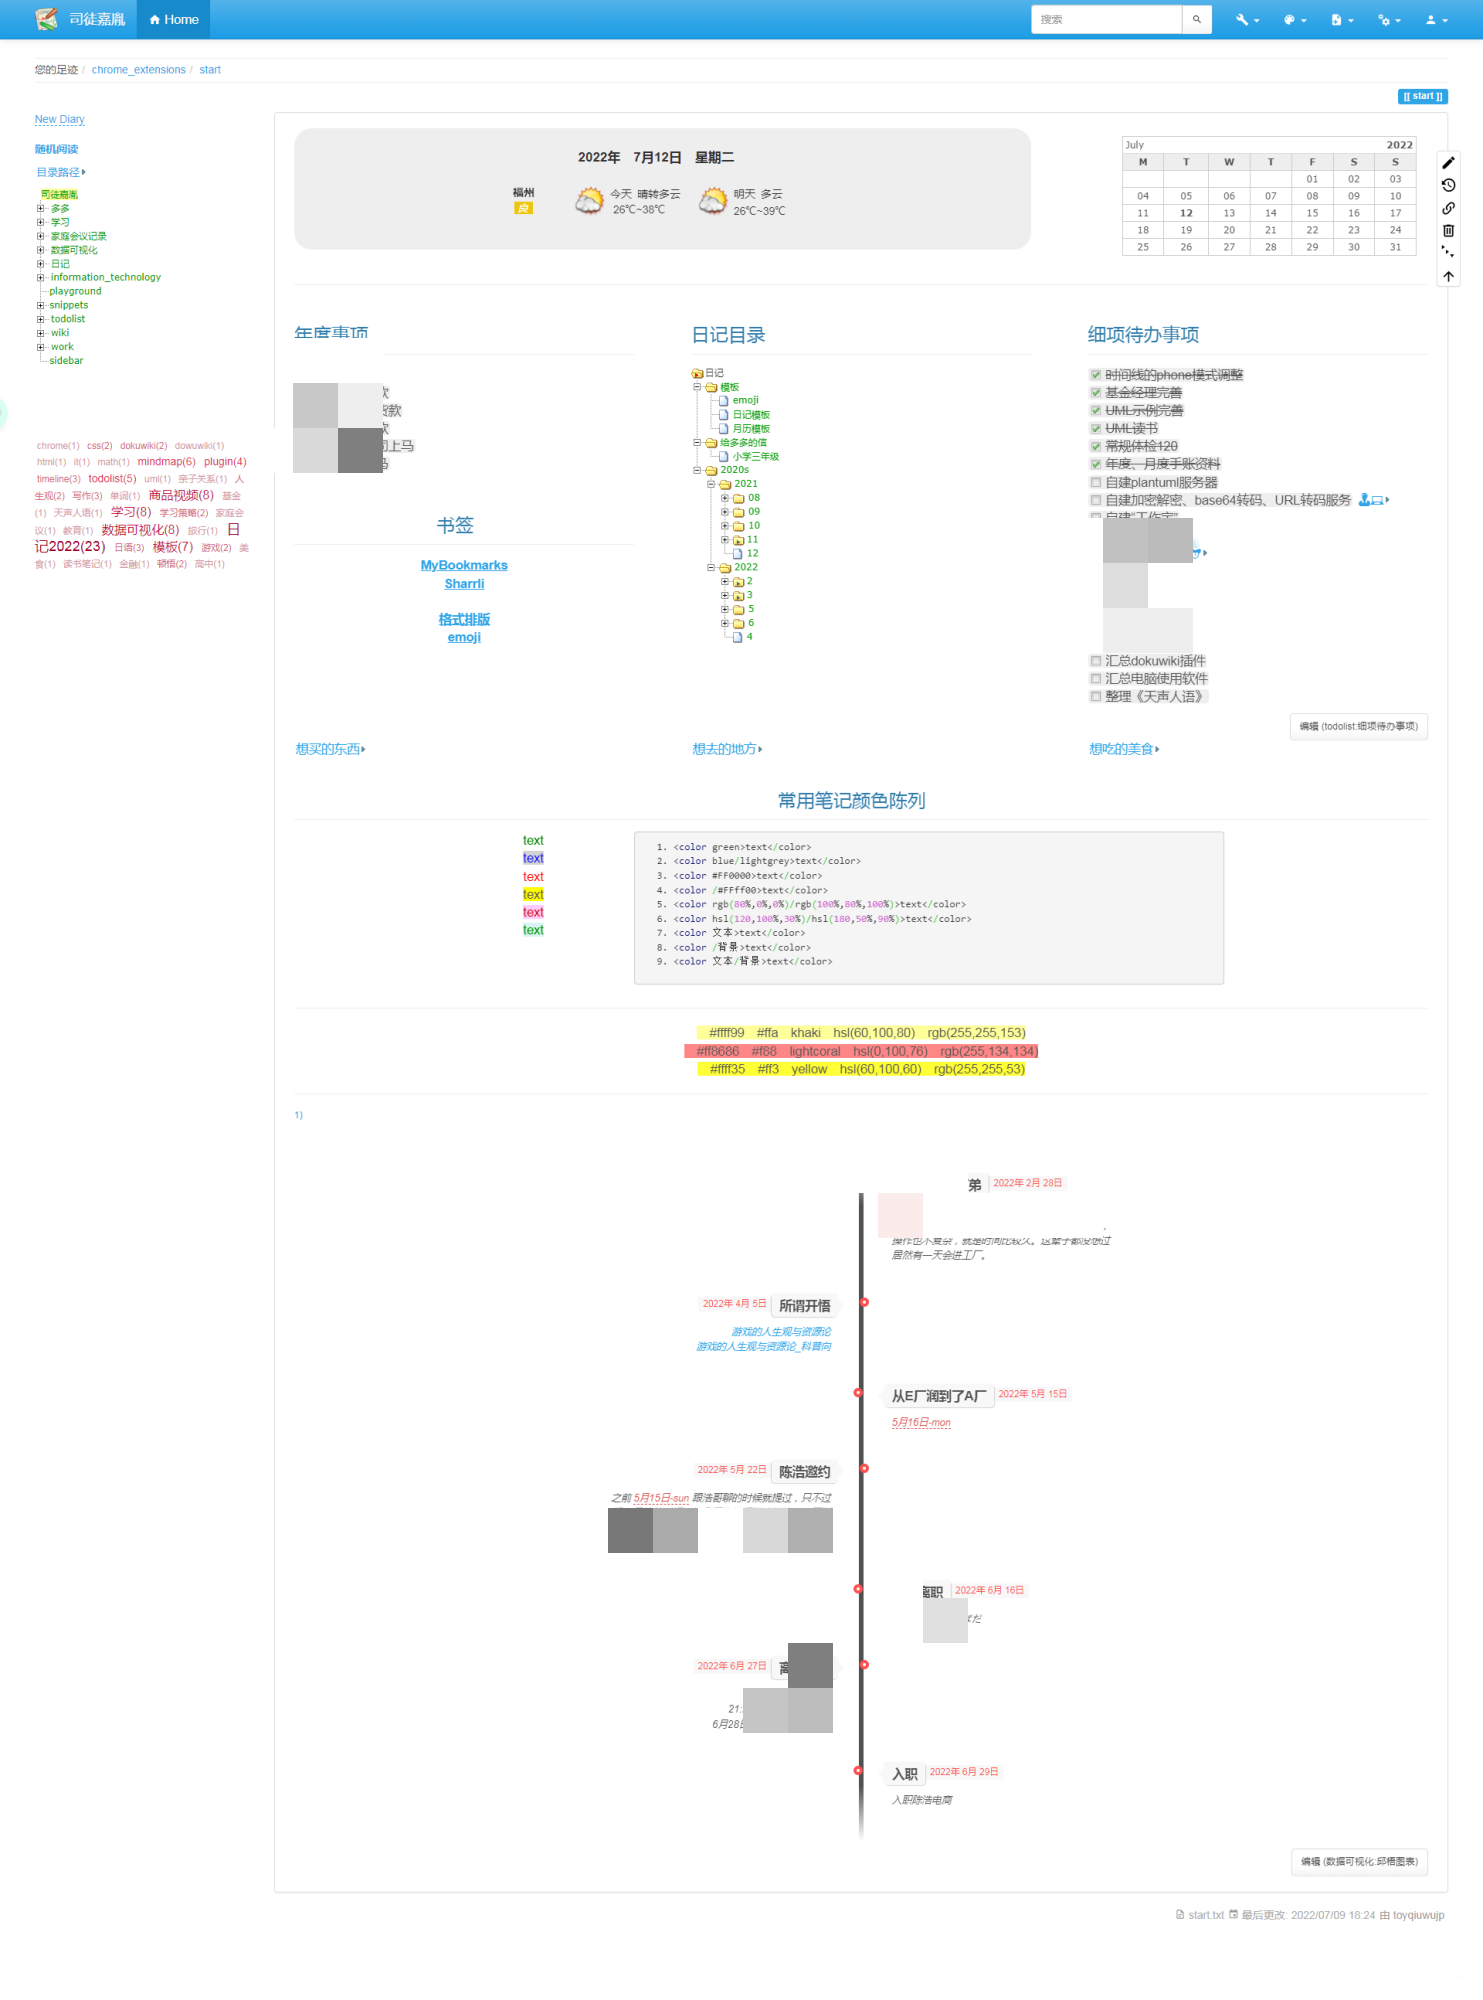 司徒嘉胤 Home 搜索
您的足迹 / chrome_extensions / start
[[ start ]]
New Diary
随机阅读
目录路径
司徒嘉胤
多多
学习
家庭会议记录
数据可视化
日记
information_technology
playground
snippets
todolist
wiki
work
sidebar
chrome(1) css(2) dokuwiki(2) dowuwiki(1)
html(1) it(1) math(1) mindmap(6) plugin(4)
timeline(3) todolist(5) uml(1) 亲子关系(1) 人
生观(2) 写作(3) 单词(1) 商品视频(8) 基金
(1) 天声人语(1) 学习(8) 学习策略(2) 家庭会
议(1) 教育(1) 数据可视化(8) 旅行(1) 日
记2022(23) 日语(3) 模板(7) 游戏(2) 美
食(1) 读书笔记(1) 金融(1) 顿悟(2) 高中(1)
2022年 7月12日 星期二
福州
良
今天 晴转多云
26℃~38℃
明天 多云
26℃~39℃
July 2022
M T W T F S S
01 02 03
04 05 06 07 08 09 10
11 12 13 14 15 16 17
18 19 20 21 22 23 24
25 26 27 28 29 30 31
年度事项
款
司上马
书签
MyBookmarks
Sharrli
格式排版
emoji
日记目录
日记
模板
emoji
日记模板
月历模板
给多多的信
小学三年级
2020s
2021
08
09
10
11
12
2022
2
3
5
6
4
细项待办事项
时间线的phone模式调整
基金经理完善
UML示例完善
UML读书
常规体检120
年度、月度手账资料
自建plantuml服务器
自建加密解密、base64转码、URL转码服务
自建"工作字"
汇总dokuwiki插件
汇总电脑使用软件
整理《天声人语》
编辑 (todolist:细项待办事项)
想买的东西
想去的地方
想吃的美食
常用笔记颜色陈列
text
text
text
text
text
text
1. <color green>text</color>
2. <color blue/lightgrey>text</color>
3. <color #FF0000>text</color>
4. <color /#FFff00>text</color>
5. <color rgb(80%,0%,0%)/rgb(100%,80%,100%)>text</color>
6. <color hsl(120,100%,30%)/hsl(180,50%,90%)>text</color>
7. <color 文本>text</color>
8. <color /背景>text</color>
9. <color 文本/背景>text</color>
#ffff99 #ffa khaki hsl(60,100,80) rgb(255,255,153)
#ff8686 #f88 lightcoral hsl(0,100,76) rgb(255,134,134)
#ffff35 #ff3 yellow hsl(60,100,60) rgb(255,255,53)
1)
弟 2022年 2月 28日
操作也不复杂，就是时间比较久。这辈子都没想过
居然有一天会进工厂。
2022年 4月 5日 所谓开悟
游戏的人生观与资源论
游戏的人生观与资源论_科普向
从E厂润到了A厂 2022年 5月 15日
5月16日-mon
2022年 5月 22日 陈浩邀约
之前 5月15日-sun 跟浩哥聊的时候就提过，只不过
离职 2022年 6月 16日
2022年 6月 27日 离
21:
6月28日
入职 2022年 6月 29日
入职陈浩电商
编辑 (数据可视化:邱梧图表)
start.txt 最后更改: 2022/07/09 18:24 由 toyqiuwujp